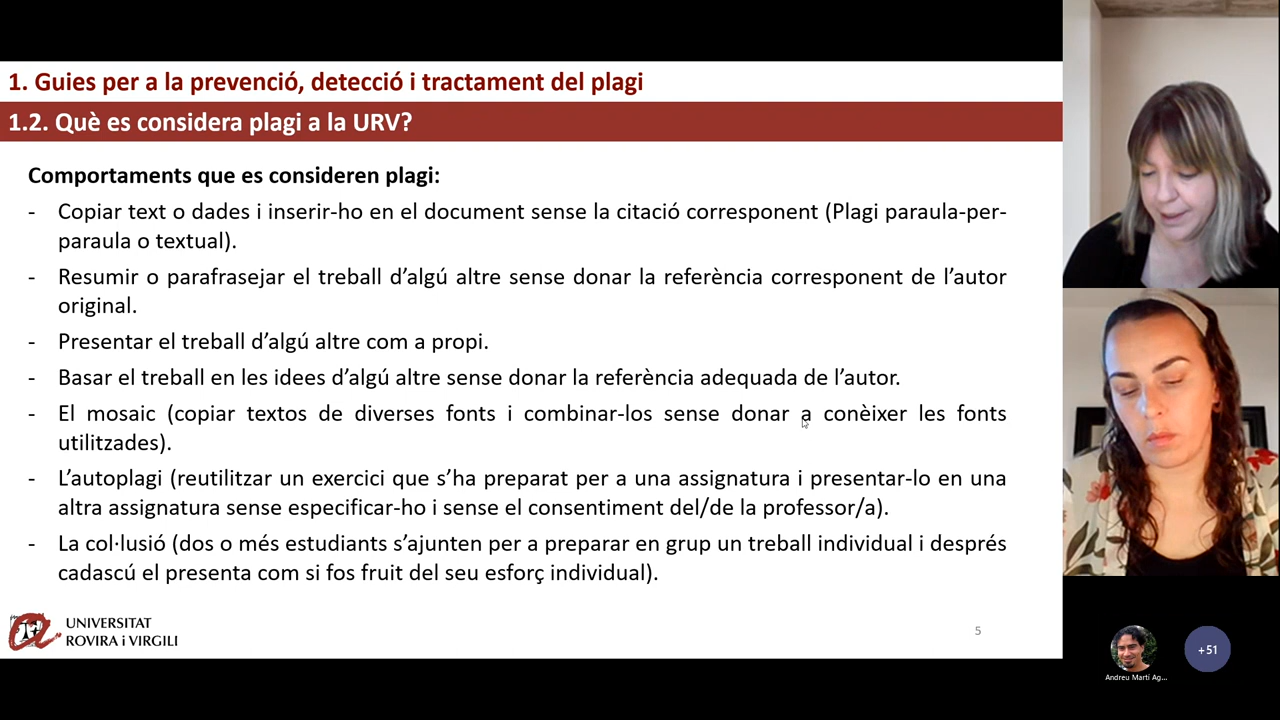 1. Guies per a la prevenció, detecció i tractament del plagi
1.2. Què es considera plagi a la URV?
Comportaments que es consideren plagi:
- Copiar text o dades i inserir-ho en el document sense la citació corresponent (Plagi paraula-per-
paraula o textual).
- Resumir o parafrasejar el treball d’algú altre sense donar la referència corresponent de l’autor
original.
- Presentar el treball d’algú altre com a propi.
- Basar el treball en les idees d’algú altre sense donar la referència adequada de l’autor.
- El mosaic (copiar textos de diverses fonts i combinar-los sense donar a conèixer les fonts
utilitzades).
- L’autoplagi (reutilitzar un exercici que s’ha preparat per a una assignatura i presentar-lo en una
altra assignatura sense especificar-ho i sense el consentiment del/de la professor/a).
- La col·lusió (dos o més estudiants s’ajunten per a preparar en grup un treball individual i després
cadascú el presenta com si fos fruit del seu esforç individual).
UNIVERSITAT
ROVIRA i VIRGILI
5
+51
Andreu Martí Ag...